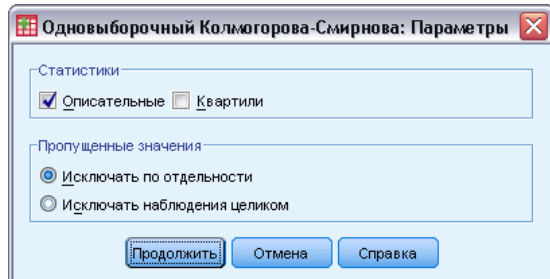 Одновыборочный Колмогорова-Смирнова: Параметры
Статистики
Описательные Квартили
Пропущенные значения
Исключать по отдельности
Исключать наблюдения целиком
Продолжить Отмена Справка